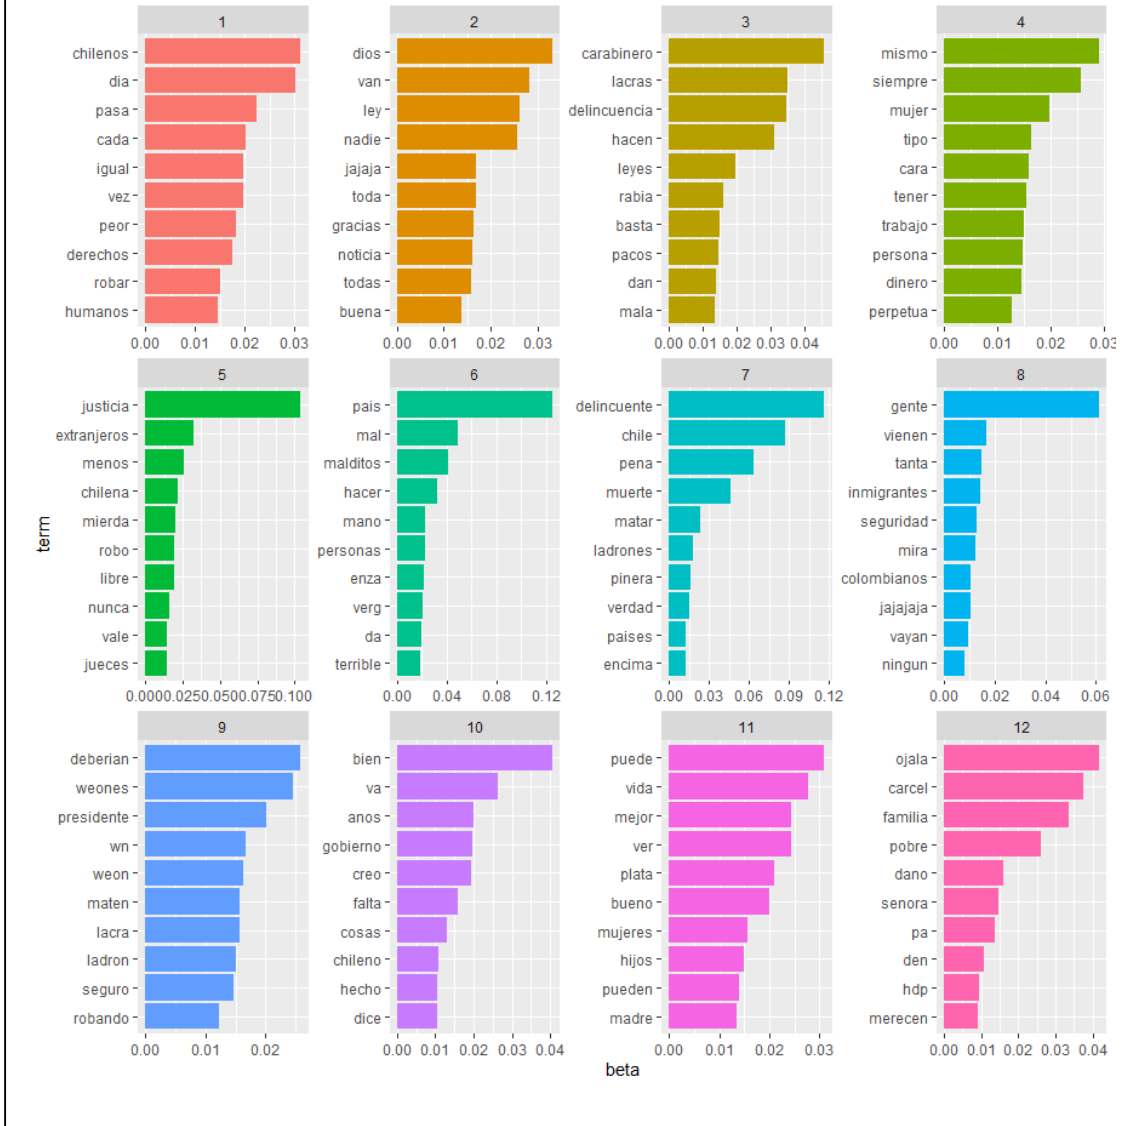 1 2 3 4
chilenos dios carabinero mismo
dia van lacras siempre
pasa ley delincuencia mujer
cada nadie hacen tipo
igual jajaja leyes cara
vez toda rabia tener
peor gracias basta trabajo
derechos noticia pacos persona
robar todas dan dinero
humanos buena mala perpetua
0.00 0.01 0.02 0.03 0.00 0.01 0.02 0.03 0.00 0.01 0.02 0.03 0.04 0.00 0.01 0.02 0.03
5 6 7 8
justicia pais delincuente gente
extranjeros mal chile vienen
menos malditos pena tanta
chilena hacer muerte inmigrantes
mierda mano matar seguridad
robo personas ladrones mira
libre enza pinera colombianos
nunca verg verdad jajajaja
vale da paises vayan
jueces terrible encima ningun
0.000 0.025 0.050 0.075 0.100 0.00 0.04 0.08 0.12 0.00 0.03 0.06 0.09 0.12 0.00 0.02 0.04 0.06
9 10 11 12
deberian bien puede ojala
weones va vida carcel
presidente anos mejor familia
wn gobierno ver pobre
weon creo plata dano
maten falta bueno senora
lacra cosas mujeres pa
ladron chileno hijos den
seguro hecho pueden hdp
robando dice madre merecen
0.00 0.01 0.02 0.00 0.01 0.02 0.03 0.04 0.00 0.01 0.02 0.03 0.00 0.01 0.02 0.03 0.04
term
beta